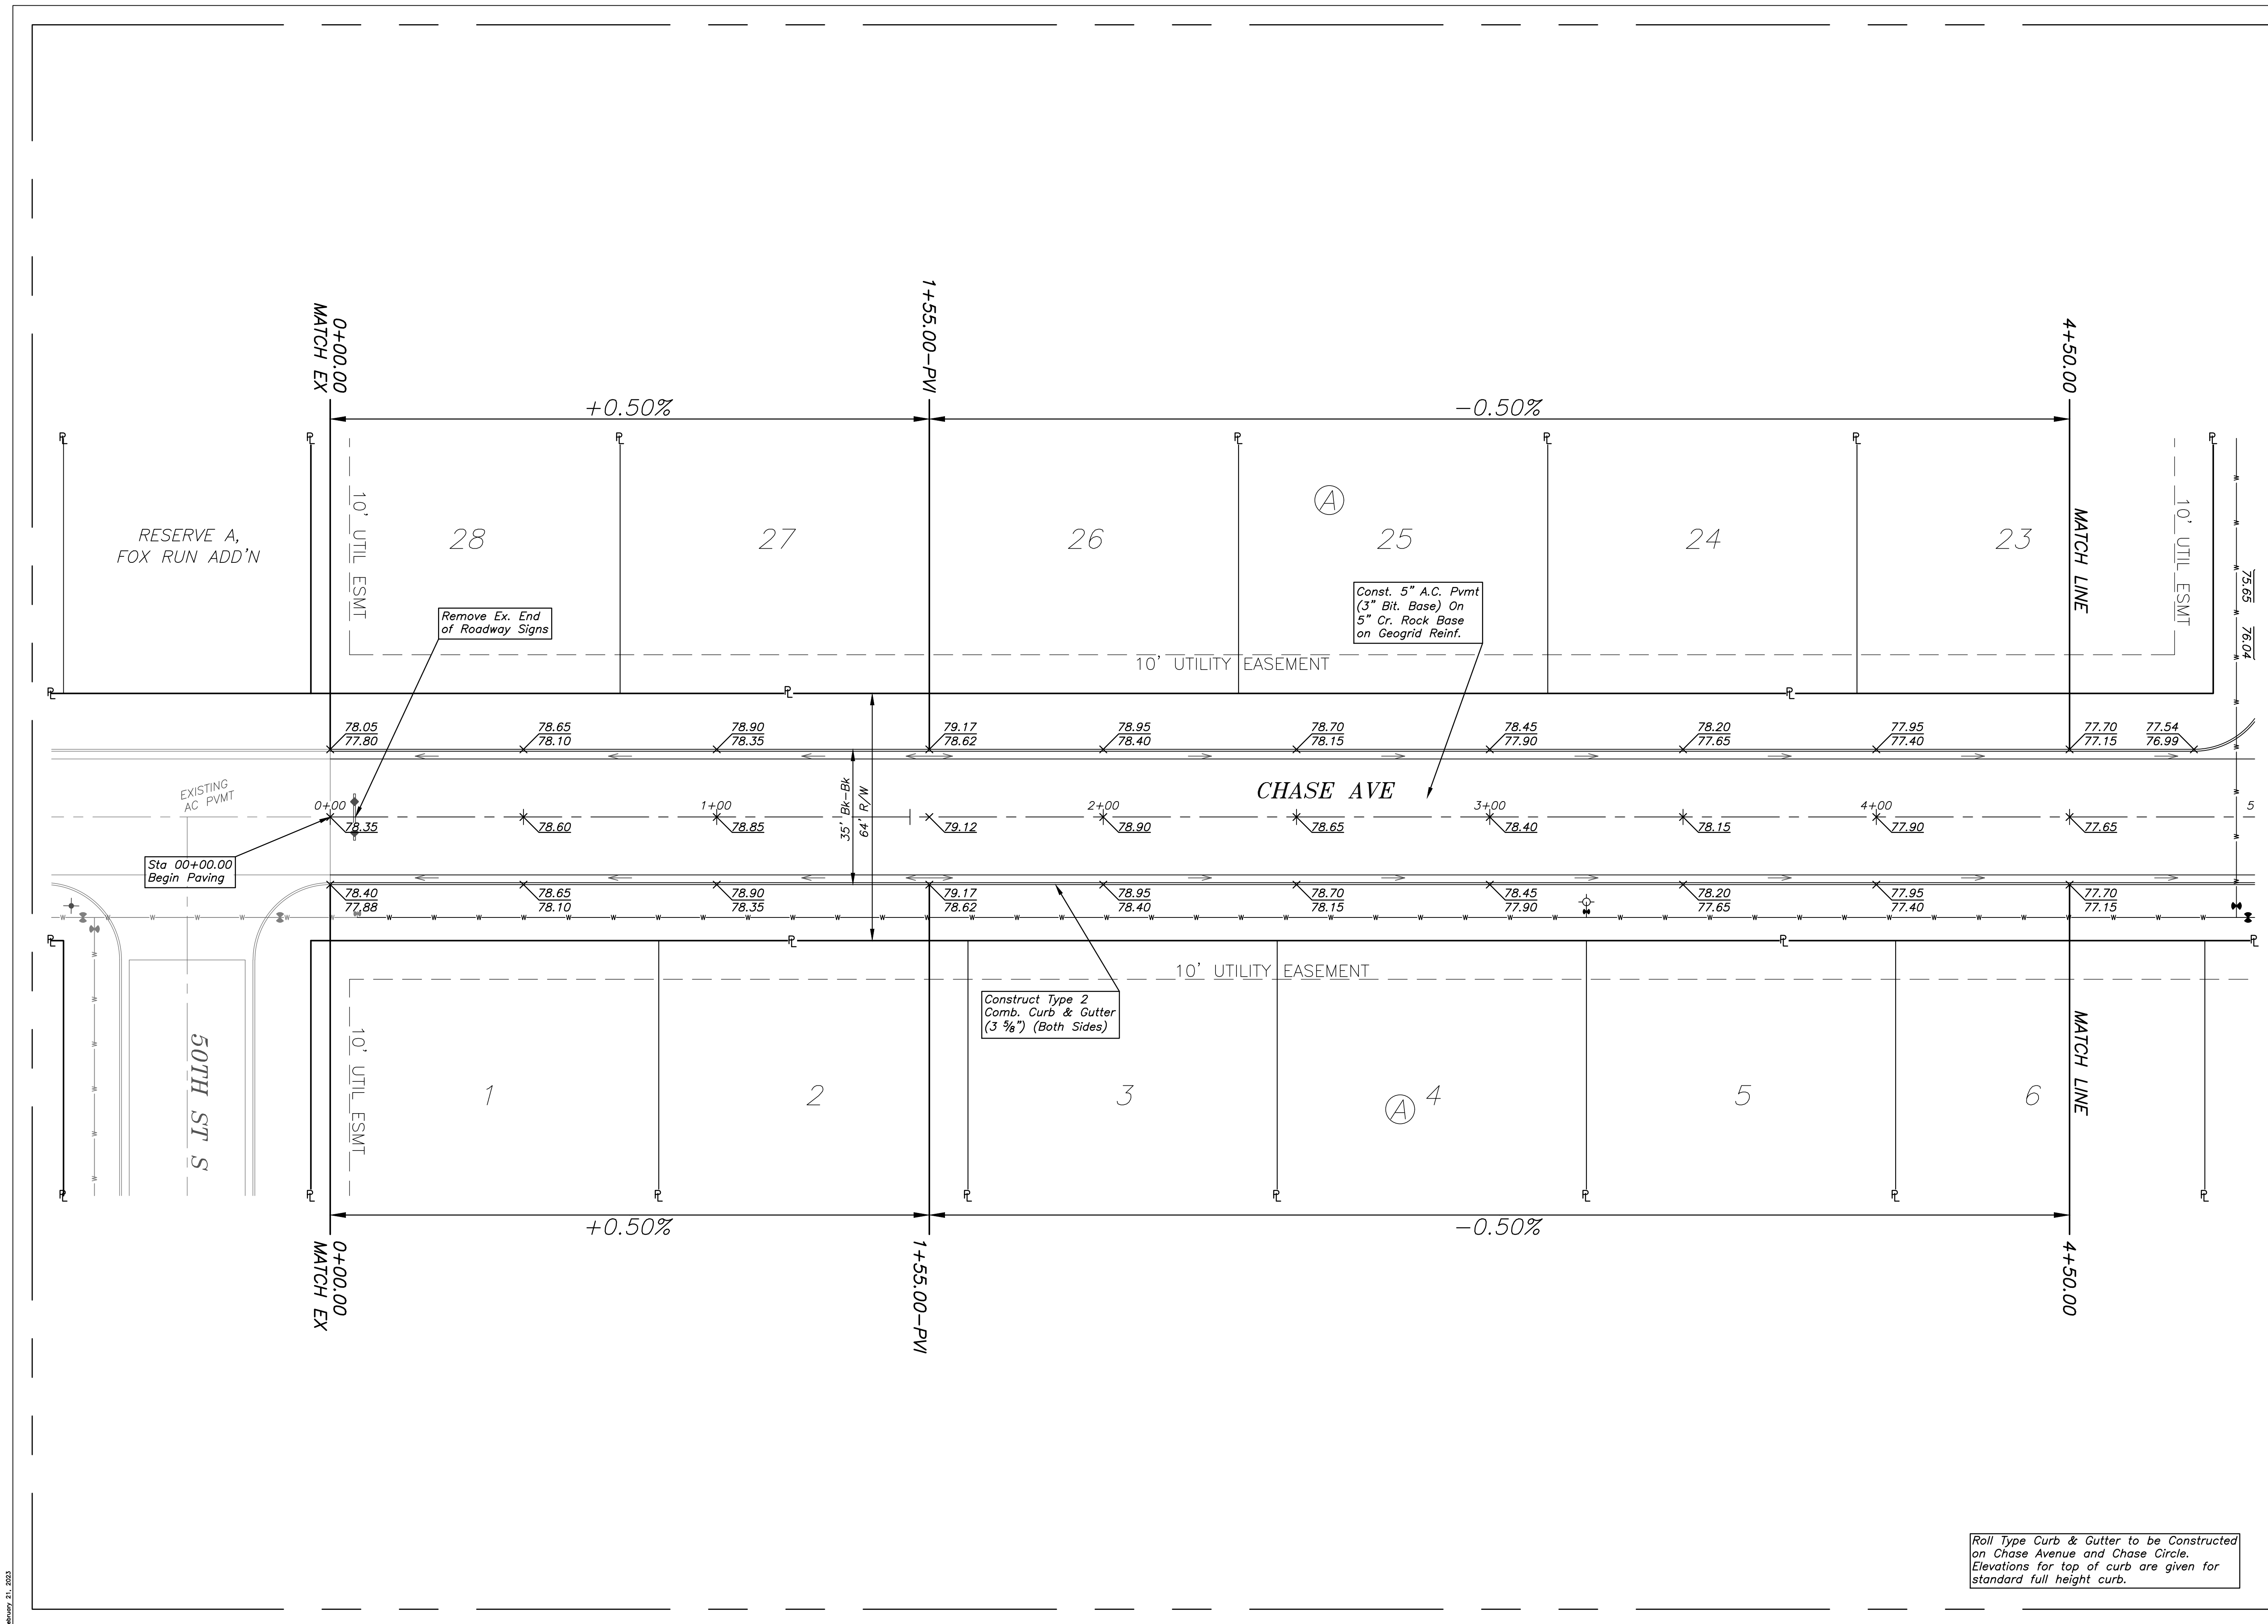 0+00.00
MATCH EX
1+55.00-PVI
4+50.00
+0.50%
-0.50%
RESERVE A,
FOX RUN ADD'N
10' UTIL ESMT
28
27
26
A
25
24
23
MATCH LINE
10' UTIL ESMT
75.65
76.04
Remove Ex. End
of Roadway Signs
Const. 5" A.C. Pvmt
(3" Bit. Base) On
5" Cr. Rock Base
on Geogrid Reinf.
10' UTILITY EASEMENT
78.05
77.80
78.65
78.10
78.90
78.35
79.17
78.62
78.95
78.40
78.70
78.15
78.45
77.90
78.20
77.65
77.95
77.40
77.70
77.15
77.54
76.99
EXISTING
AC PVMT
35' Bk-Bk
64' R/W
CHASE AVE
0+00
1+00
2+00
3+00
4+00
5
78.35
78.60
78.85
79.12
78.90
78.65
78.40
78.15
77.90
77.65
Sta 00+00.00
Begin Paving
78.40
77.88
78.65
78.10
78.90
78.35
79.17
78.62
78.95
78.40
78.70
78.15
78.45
77.90
78.20
77.65
77.95
77.40
77.70
77.15
10' UTILITY EASEMENT
Construct Type 2
Comb. Curb & Gutter
(3 5/8") (Both Sides)
50TH ST S
10' UTIL ESMT
1
2
3
A
4
5
6
MATCH LINE
+0.50%
-0.50%
0+00.00
MATCH EX
1+55.00-PVI
4+50.00
Roll Type Curb & Gutter to be Constructed
on Chase Avenue and Chase Circle.
Elevations for top of curb are given for
standard full height curb.
ebruary 21, 2023